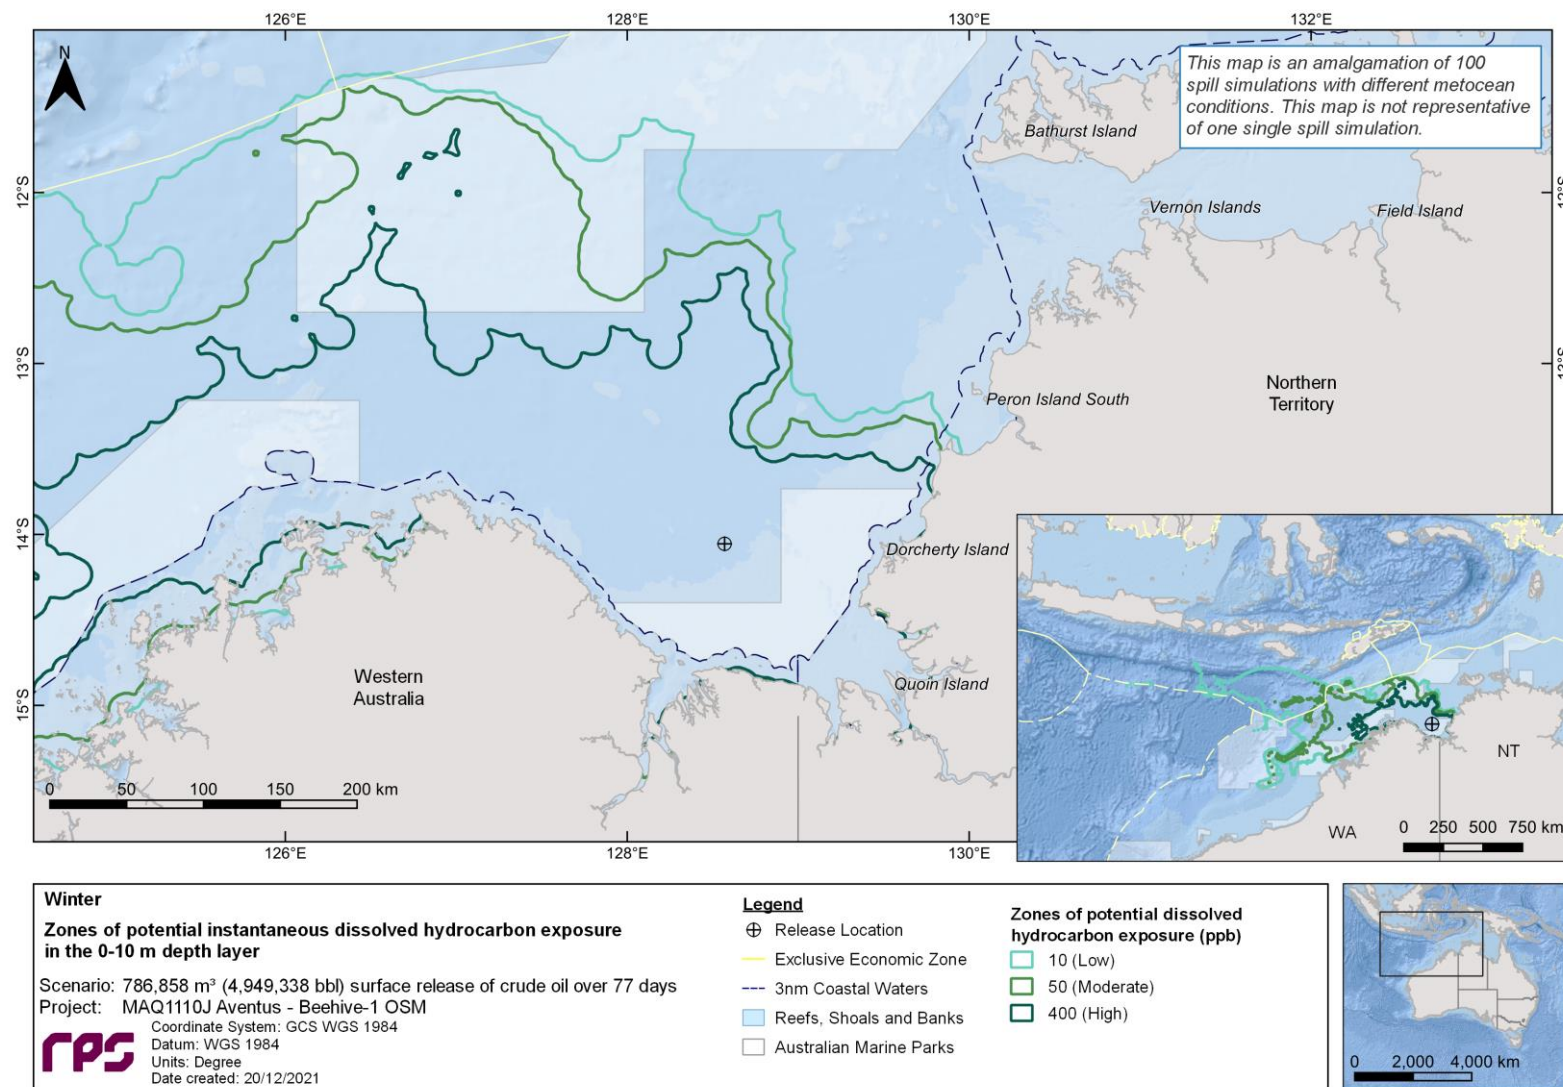 126°E
128°E
130°E
132°E
N
This map is an amalgamation of 100
spill simulations with different metocean
conditions. This map is not representative
of one single spill simulation.
Bathurst Island
12°S
Vernon Islands
Field Island
13°S
13°S
Northern
Territory
Peron Island South
14°S
Dorcherty Island
Western
Australia
Quoin Island
15°S
0 50 100 150 200 km
NT
WA
0 250 500 750 km
126°E
128°E
130°E
Winter
Zones of potential instantaneous dissolved hydrocarbon exposure
in the 0-10 m depth layer
Scenario: 786,858 m³ (4,949,338 bbl) surface release of crude oil over 77 days
Project: MAQ1110J Aventus - Beehive-1 OSM
rps
Coordinate System: GCS WGS 1984
Datum: WGS 1984
Units: Degree
Date created: 20/12/2021
Legend
Release Location
Exclusive Economic Zone
3nm Coastal Waters
Reefs, Shoals and Banks
Australian Marine Parks
Zones of potential dissolved
hydrocarbon exposure (ppb)
10 (Low)
50 (Moderate)
400 (High)
0 2,000 4,000 km